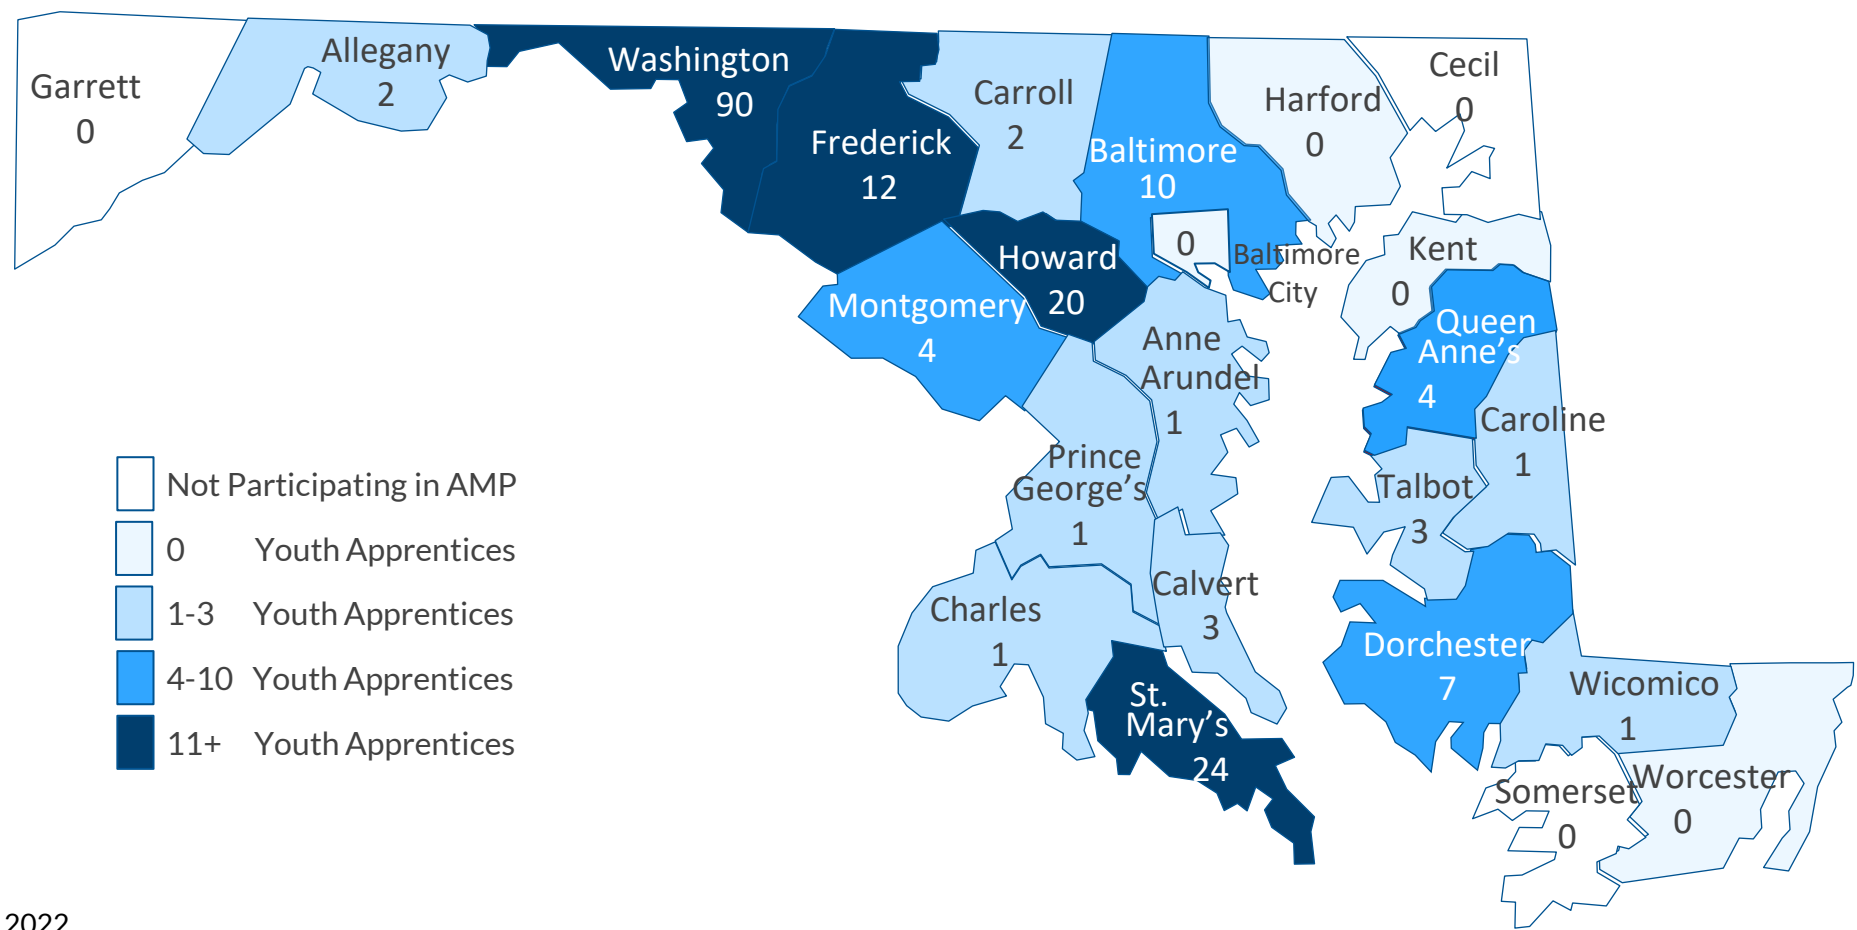 Garrett
0
Allegany
2
Washington
90
Frederick
12
Carroll
2
Baltimore
10
Harford
0
Cecil
0
0
Baltimore
City
Howard
20
Montgomery
4
Kent
0
Queen
Anne's
4
Anne
Arundel
1
Caroline
1
Prince
George's
1
Talbot
3
Calvert
3
Charles
1
Dorchester
7
St.
Mary's
24
Wicomico
1
Somerset
0
Worcester
0
Not Participating in AMP
0 Youth Apprentices
1-3 Youth Apprentices
4-10 Youth Apprentices
11+ Youth Apprentices
2022